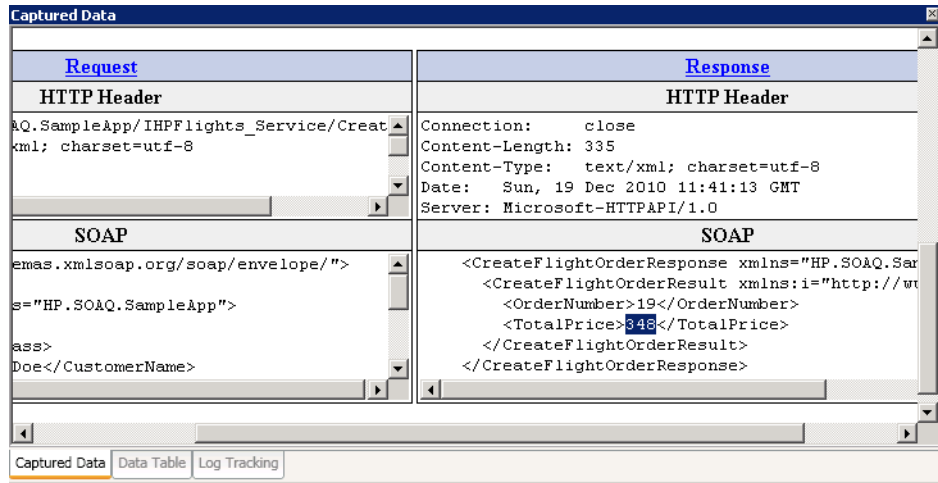 Captured Data
Request
HTTP Header
AQ.SampleApp/IHPFlights_Service/Creat
xml; charset=utf-8
SOAP
emas.xmlsoap.org/soap/envelope/">
s="HP.SOAQ.SampleApp">
ass>
Doe</CustomerName>
Response
HTTP Header
Connection: close
Content-Length: 335
Content-Type: text/xml; charset=utf-8
Date: Sun, 19 Dec 2010 11:41:13 GMT
Server: Microsoft-HTTPAPI/1.0
SOAP
<CreateFlightOrderResponse xmlns="HP.SOAQ.Sam
<CreateFlightOrderResult xmlns:i="http://ww
<OrderNumber>19</OrderNumber>
<TotalPrice>348</TotalPrice>
</CreateFlightOrderResult>
</CreateFlightOrderResponse>
Captured Data Data Table Log Tracking